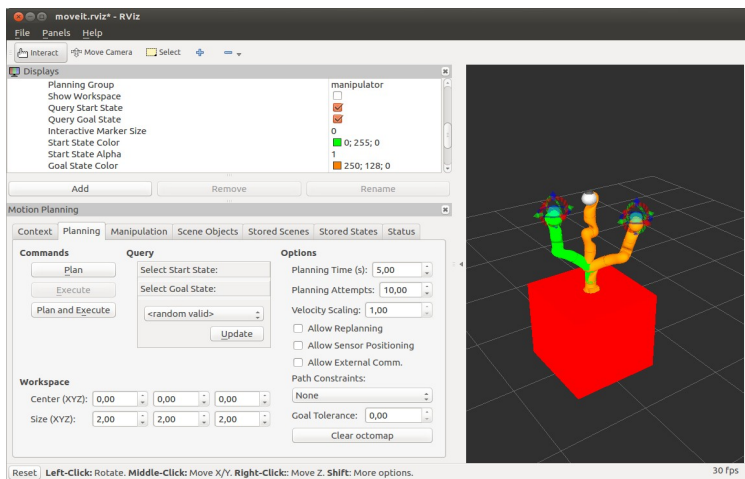 moveit.rviz* - RViz
File Panels Help
Interact Move Camera Select
Displays
Planning Group manipulator
Show Workspace
Query Start State
Query Goal State
Interactive Marker Size 0
Start State Color 0; 255; 0
Start State Alpha 1
Goal State Color 250; 128; 0
Add Remove Rename
Motion Planning
Context Planning Manipulation Scene Objects Stored Scenes Stored States Status
Commands Query Options
Plan Select Start State: Planning Time (s): 5,00
Execute Select Goal State: Planning Attempts: 10,00
Plan and Execute <random valid> Velocity Scaling: 1,00
Update Allow Replanning
Allow Sensor Positioning
Allow External Comm.
Workspace Path Constraints:
Center (XYZ): 0,00 0,00 0,00 None
Size (XYZ): 2,00 2,00 2,00 Goal Tolerance: 0,00
Clear octomap
Reset Left-Click: Rotate. Middle-Click: Move X/Y. Right-Click:: Move Z. Shift: More options. 30 fps